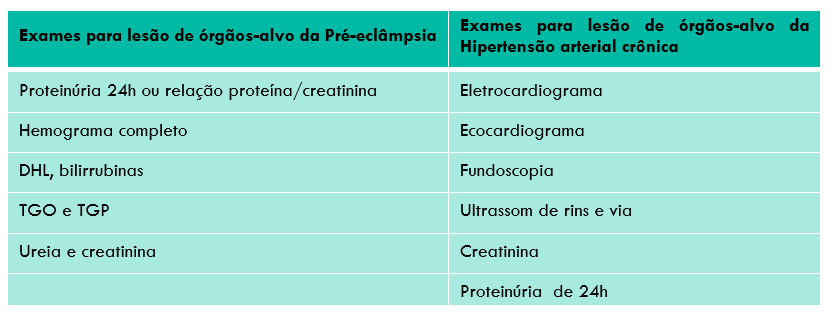 Exames para lesão de órgãos-alvo da Pré-eclâmpsia
Exames para lesão de órgãos-alvo da
Hipertensão arterial crônica
Proteinúria 24h ou relação proteína/creatinina
Eletrocardiograma
Hemograma completo
Ecocardiograma
DHL, bilirrubinas
Fundoscopia
TGO e TGP
Ultrassom de rins e via
Ureia e creatinina
Creatinina
Proteinúria de 24h